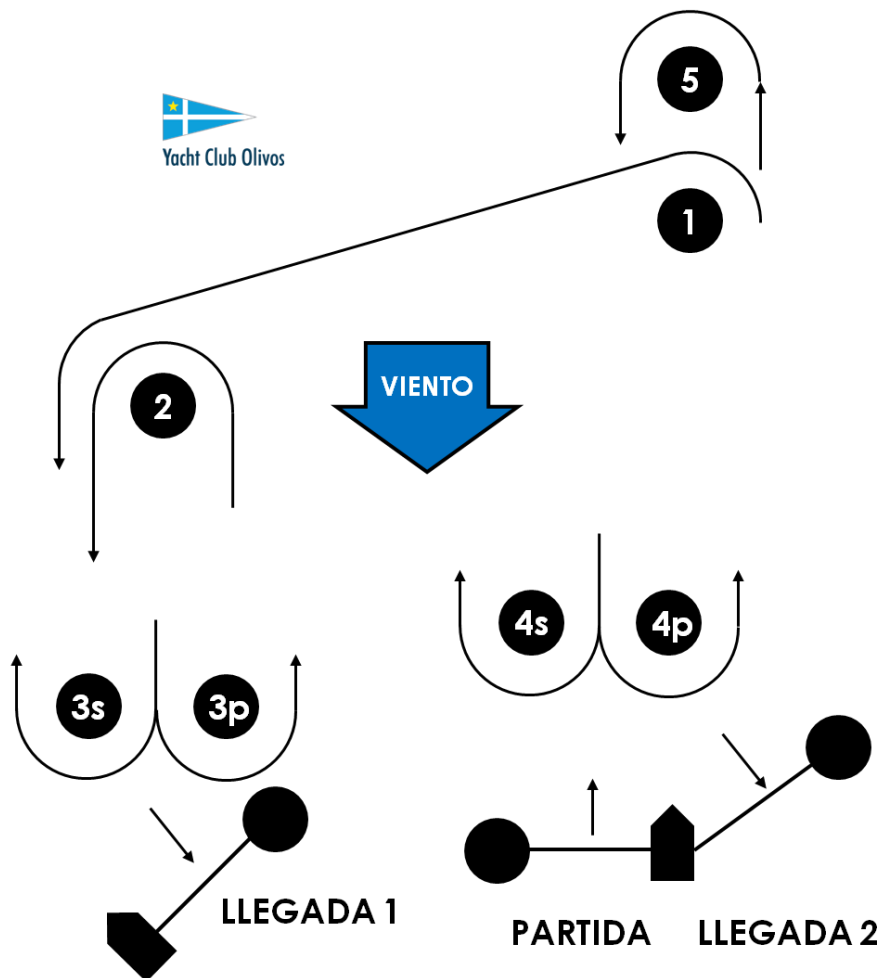 5
Yacht Club Olivos
1
VIENTO
2
4s
4p
3s
3p
LLEGADA 1
PARTIDA
LLEGADA 2